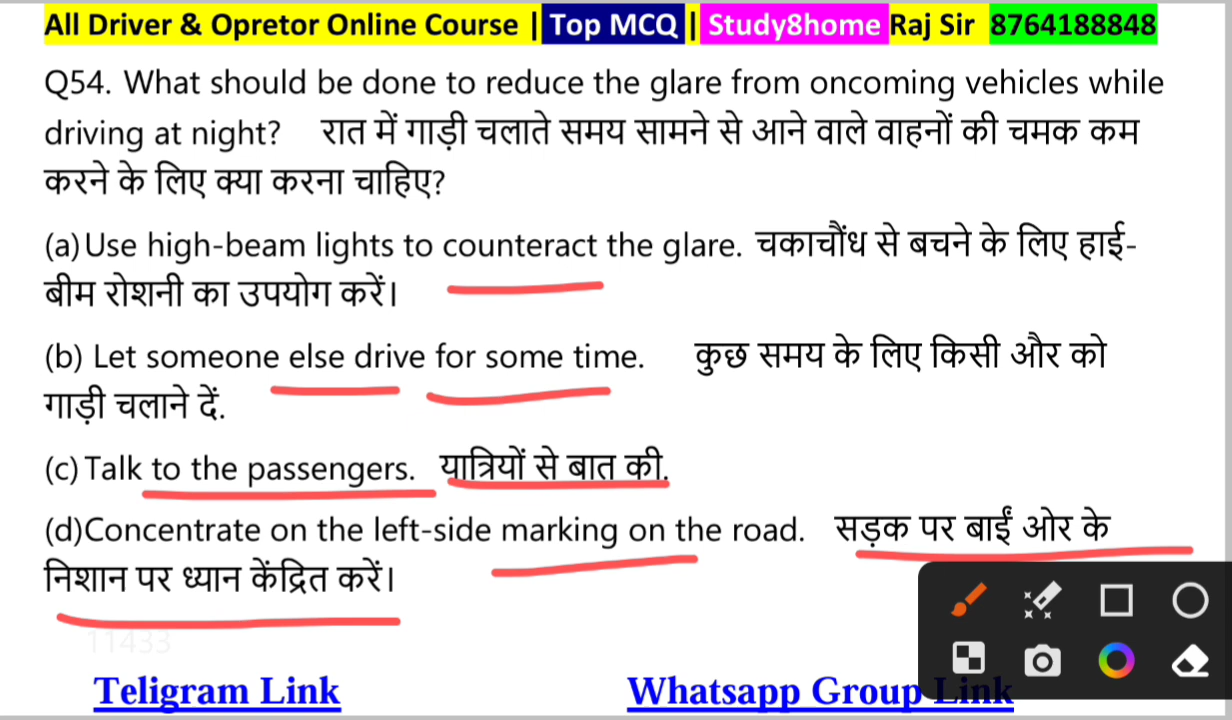 All Driver & Opretor Online Course | Top MCQ | Study8home Raj Sir 8764188848
Q54. What should be done to reduce the glare from oncoming vehicles while
driving at night? रात में गाड़ी चलाते समय सामने से आने वाले वाहनों की चमक कम
करने के लिए क्या करना चाहिए?
(a) Use high-beam lights to counteract the glare. चकाचौंध से बचने के लिए हाई-
बीम रोशनी का उपयोग करें।
(b) Let someone else drive for some time. कुछ समय के लिए किसी और को
गाड़ी चलाने दें.
(c) Talk to the passengers. यात्रियों से बात की.
(d)Concentrate on the left-side marking on the road. सड़क पर बाईं ओर के
निशान पर ध्यान केंद्रित करें।
11433
Teligram Link Whatsapp Group Link